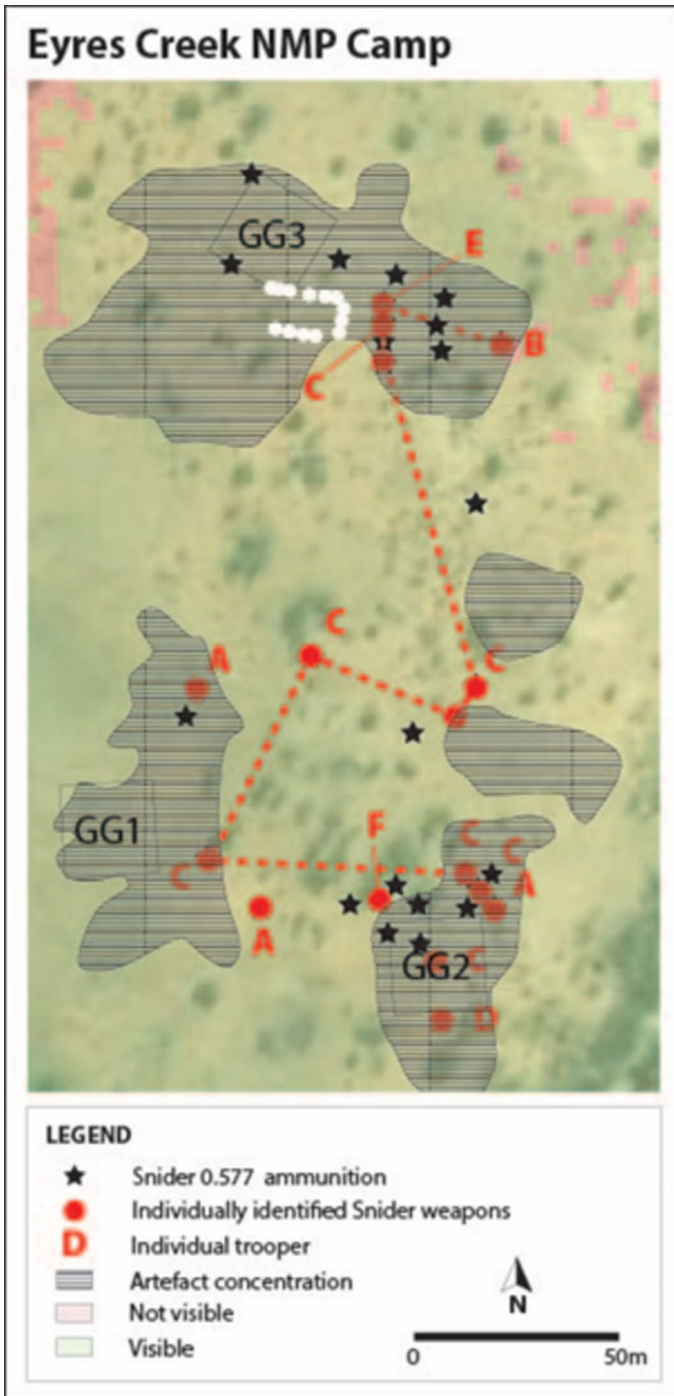 Eyres Creek NMP Camp
GG3
E
B
C
C
C
A
GG1
F
C
C
C
A
A
GG2 C
D
LEGEND
Snider 0.577 ammunition
Individually identified Snider weapons
D Individual trooper
Artefact concentration
Not visible
Visible
N
0 50m